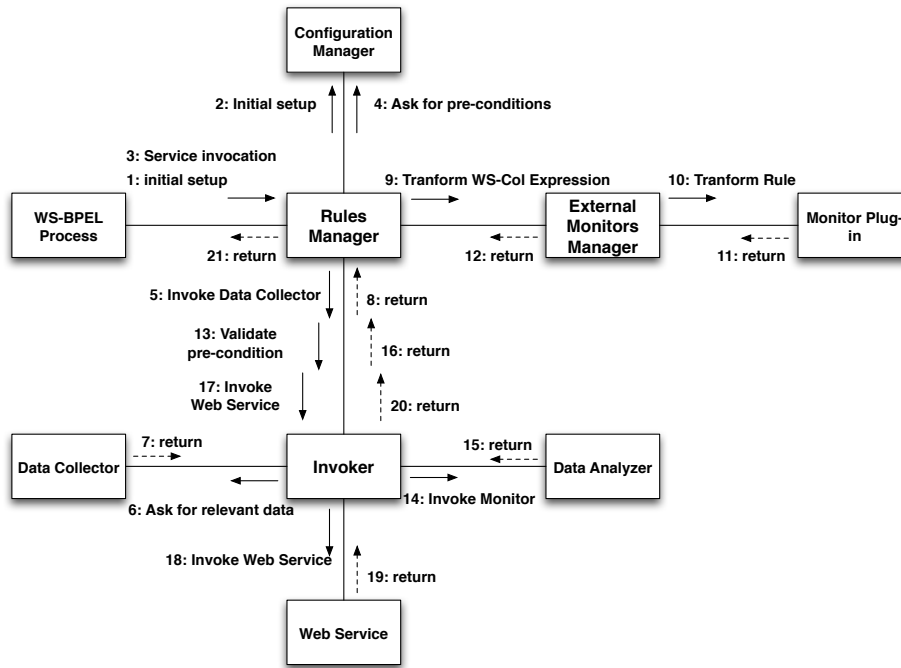 Configuration
Manager
2: Initial setup
4: Ask for pre-conditions
3: Service invocation
1: initial setup
9: Tranform WS-Col Expression
10: Tranform Rule
WS-BPEL
Process
Rules
Manager
External
Monitors
Manager
Monitor Plug-
in
21: return
12: return
11: return
5: Invoke Data Collector
8: return
13: Validate
pre-condition
16: return
17: Invoke
Web Service
20: return
7: return
15: return
Data Collector
Invoker
Data Analyzer
6: Ask for relevant data
14: Invoke Monitor
18: Invoke Web Service
19: return
Web Service